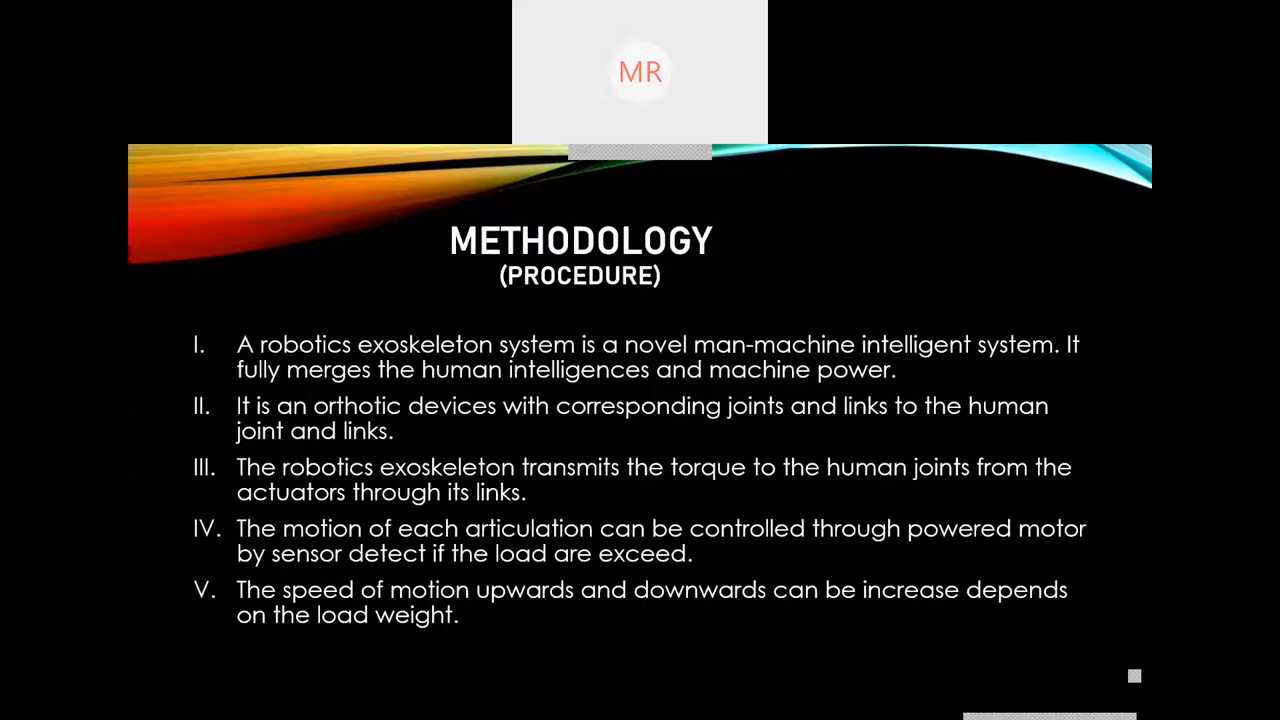 MR
METHODOLOGY
(PROCEDURE)
I. A robotics exoskeleton system is a novel man-machine intelligent system. It
fully merges the human intelligences and machine power.
II. It is an orthotic devices with corresponding joints and links to the human
joint and links.
III. The robotics exoskeleton transmits the torque to the human joints from the
actuators through its links.
IV. The motion of each articulation can be controlled through powered motor
by sensor detect if the load are exceed.
V. The speed of motion upwards and downwards can be increase depends
on the load weight.